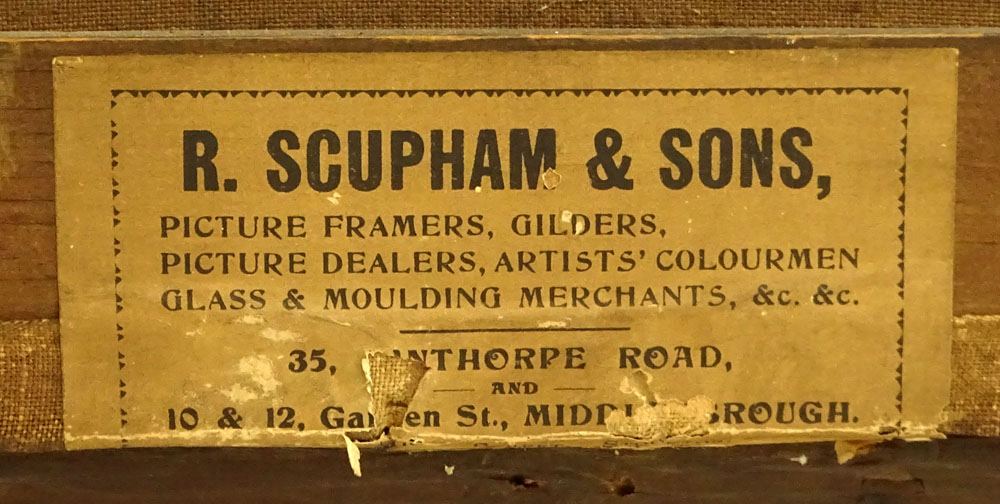 R. SCUPHAM & SONS,
PICTURE FRAMERS, GILDERS,
PICTURE DEALERS, ARTISTS' COLOURMEN
GLASS & MOULDING MERCHANTS, &c. &c.
35, ROAD,
AND
10 & 12, St.,